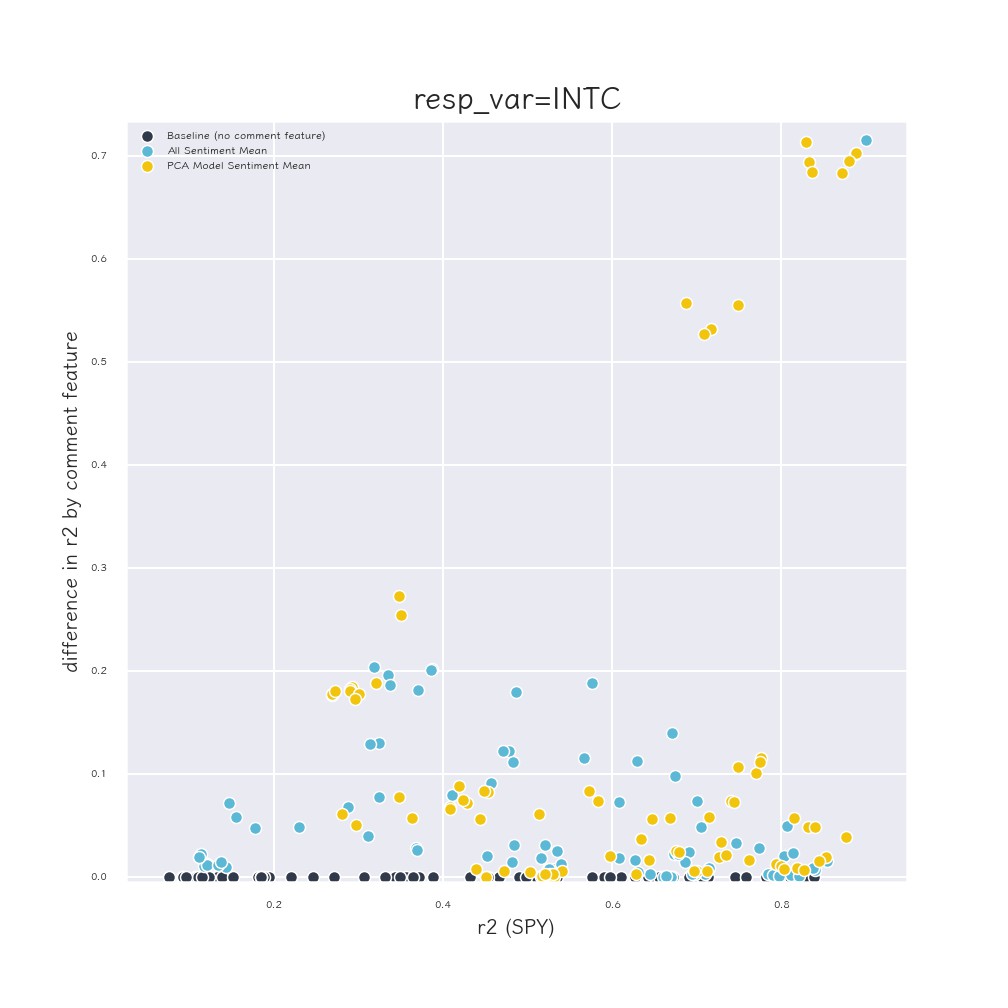 resp_var=INTC
Baseline (no comment feature)
All Sentiment Mean
PCA Model Sentiment Mean
difference in r2 by comment feature
0.7
0.6
0.5
0.4
0.3
0.2
0.1
0.0
0.2 0.4 0.6 0.8
r2 (SPY)